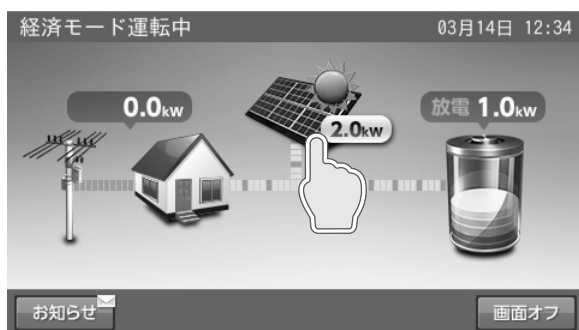 経済モード運転中 03月14日 12:34
0.0kw
2.0kw
放電 1.0kw
お知らせ
画面オフ